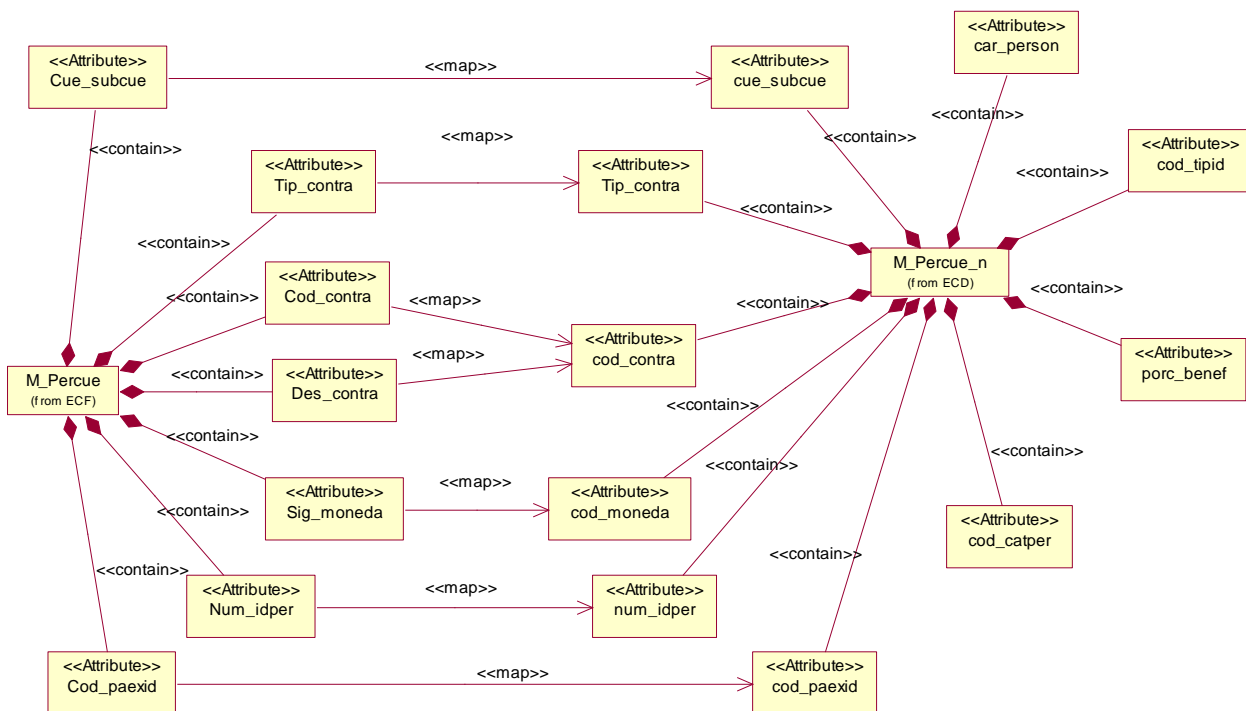 <<Attribute>>
car_person
<<Attribute>>
Cue_subcue
<<map>>
<<Attribute>>
cue_subcue
<<contain>>
<<Attribute>>
cod_tipid
<<contain>>
<<map>>
<<contain>>
<<Attribute>>
Tip_contra
<<Attribute>>
Tip_contra
<<contain>>
<<contain>>
<<contain>>
M_Percue_n
(from ECD)
<<Attribute>>
Cod_contra
<<contain>>
<<map>>
<<contain>>
<<contain>>
<<Attribute>>
cod_contra
<<Attribute>>
porc_benef
M_Percue
(from ECF)
<<contain>>
<<Attribute>>
Des_contra
<<map>>
<<contain>>
<<contain>>
<<contain>>
<<contain>>
<<Attribute>>
Sig_moneda
<<map>>
<<Attribute>>
cod_moneda
<<contain>>
<<Attribute>>
cod_catper
<<contain>>
<<contain>>
<<Attribute>>
Num_idper
<<map>>
<<Attribute>>
num_idper
<<Attribute>>
Cod_paexid
<<map>>
<<Attribute>>
cod_paexid